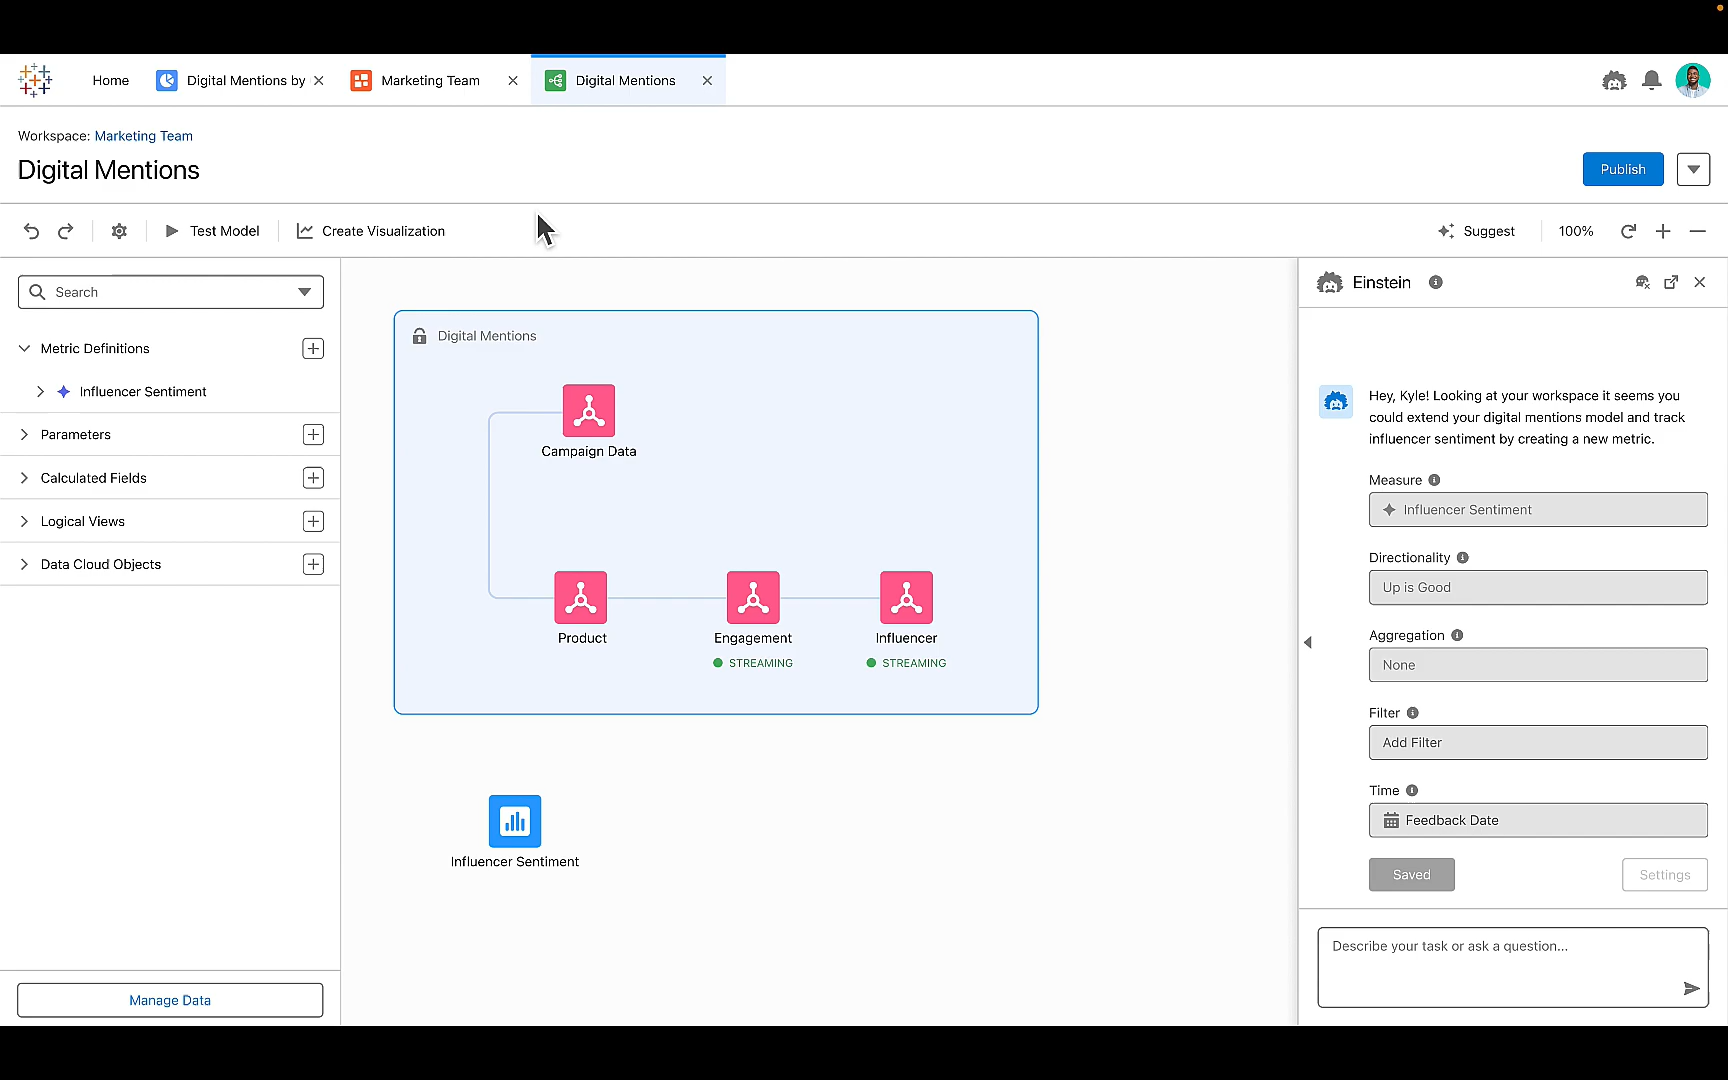 Home
Digital Mentions by
Marketing Team
Digital Mentions
Workspace: Marketing Team
Digital Mentions
Publish
Test Model
Create Visualization
Suggest
100%
Search
Metric Definitions
Influencer Sentiment
Parameters
Calculated Fields
Logical Views
Data Cloud Objects
Manage Data
Digital Mentions
Campaign Data
Product
Engagement
Influencer
STREAMING
STREAMING
Influencer Sentiment
Einstein
Hey, Kyle! Looking at your workspace it seems you
could extend your digital mentions model and track
influencer sentiment by creating a new metric.
Measure
Influencer Sentiment
Directionality
Up is Good
Aggregation
None
Filter
Add Filter
Time
Feedback Date
Saved
Settings
Describe your task or ask a question...